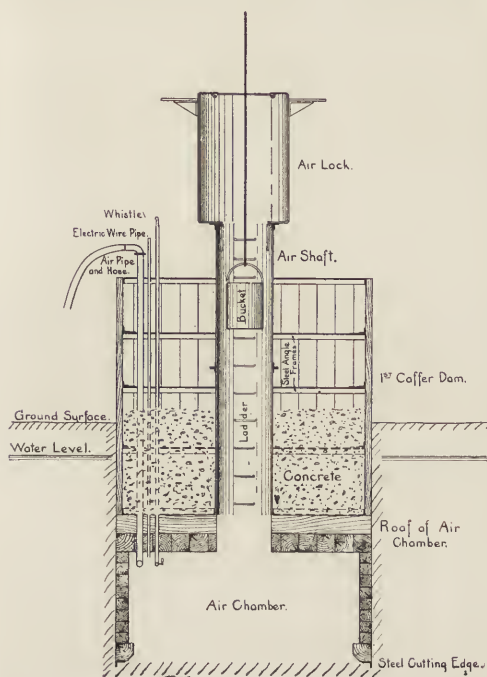 Air Lock.
Whistle.
Electric Wire Pipe.
Air Pipe
and Hose.
Air Shaft.
Bucket
Steel Angle
Frames
1st Coffer Dam.
Ground Surface.
Ladder
Water Level.
Concrete
Roof of Air
Chamber.
Air Chamber.
Steel Cutting Edge.